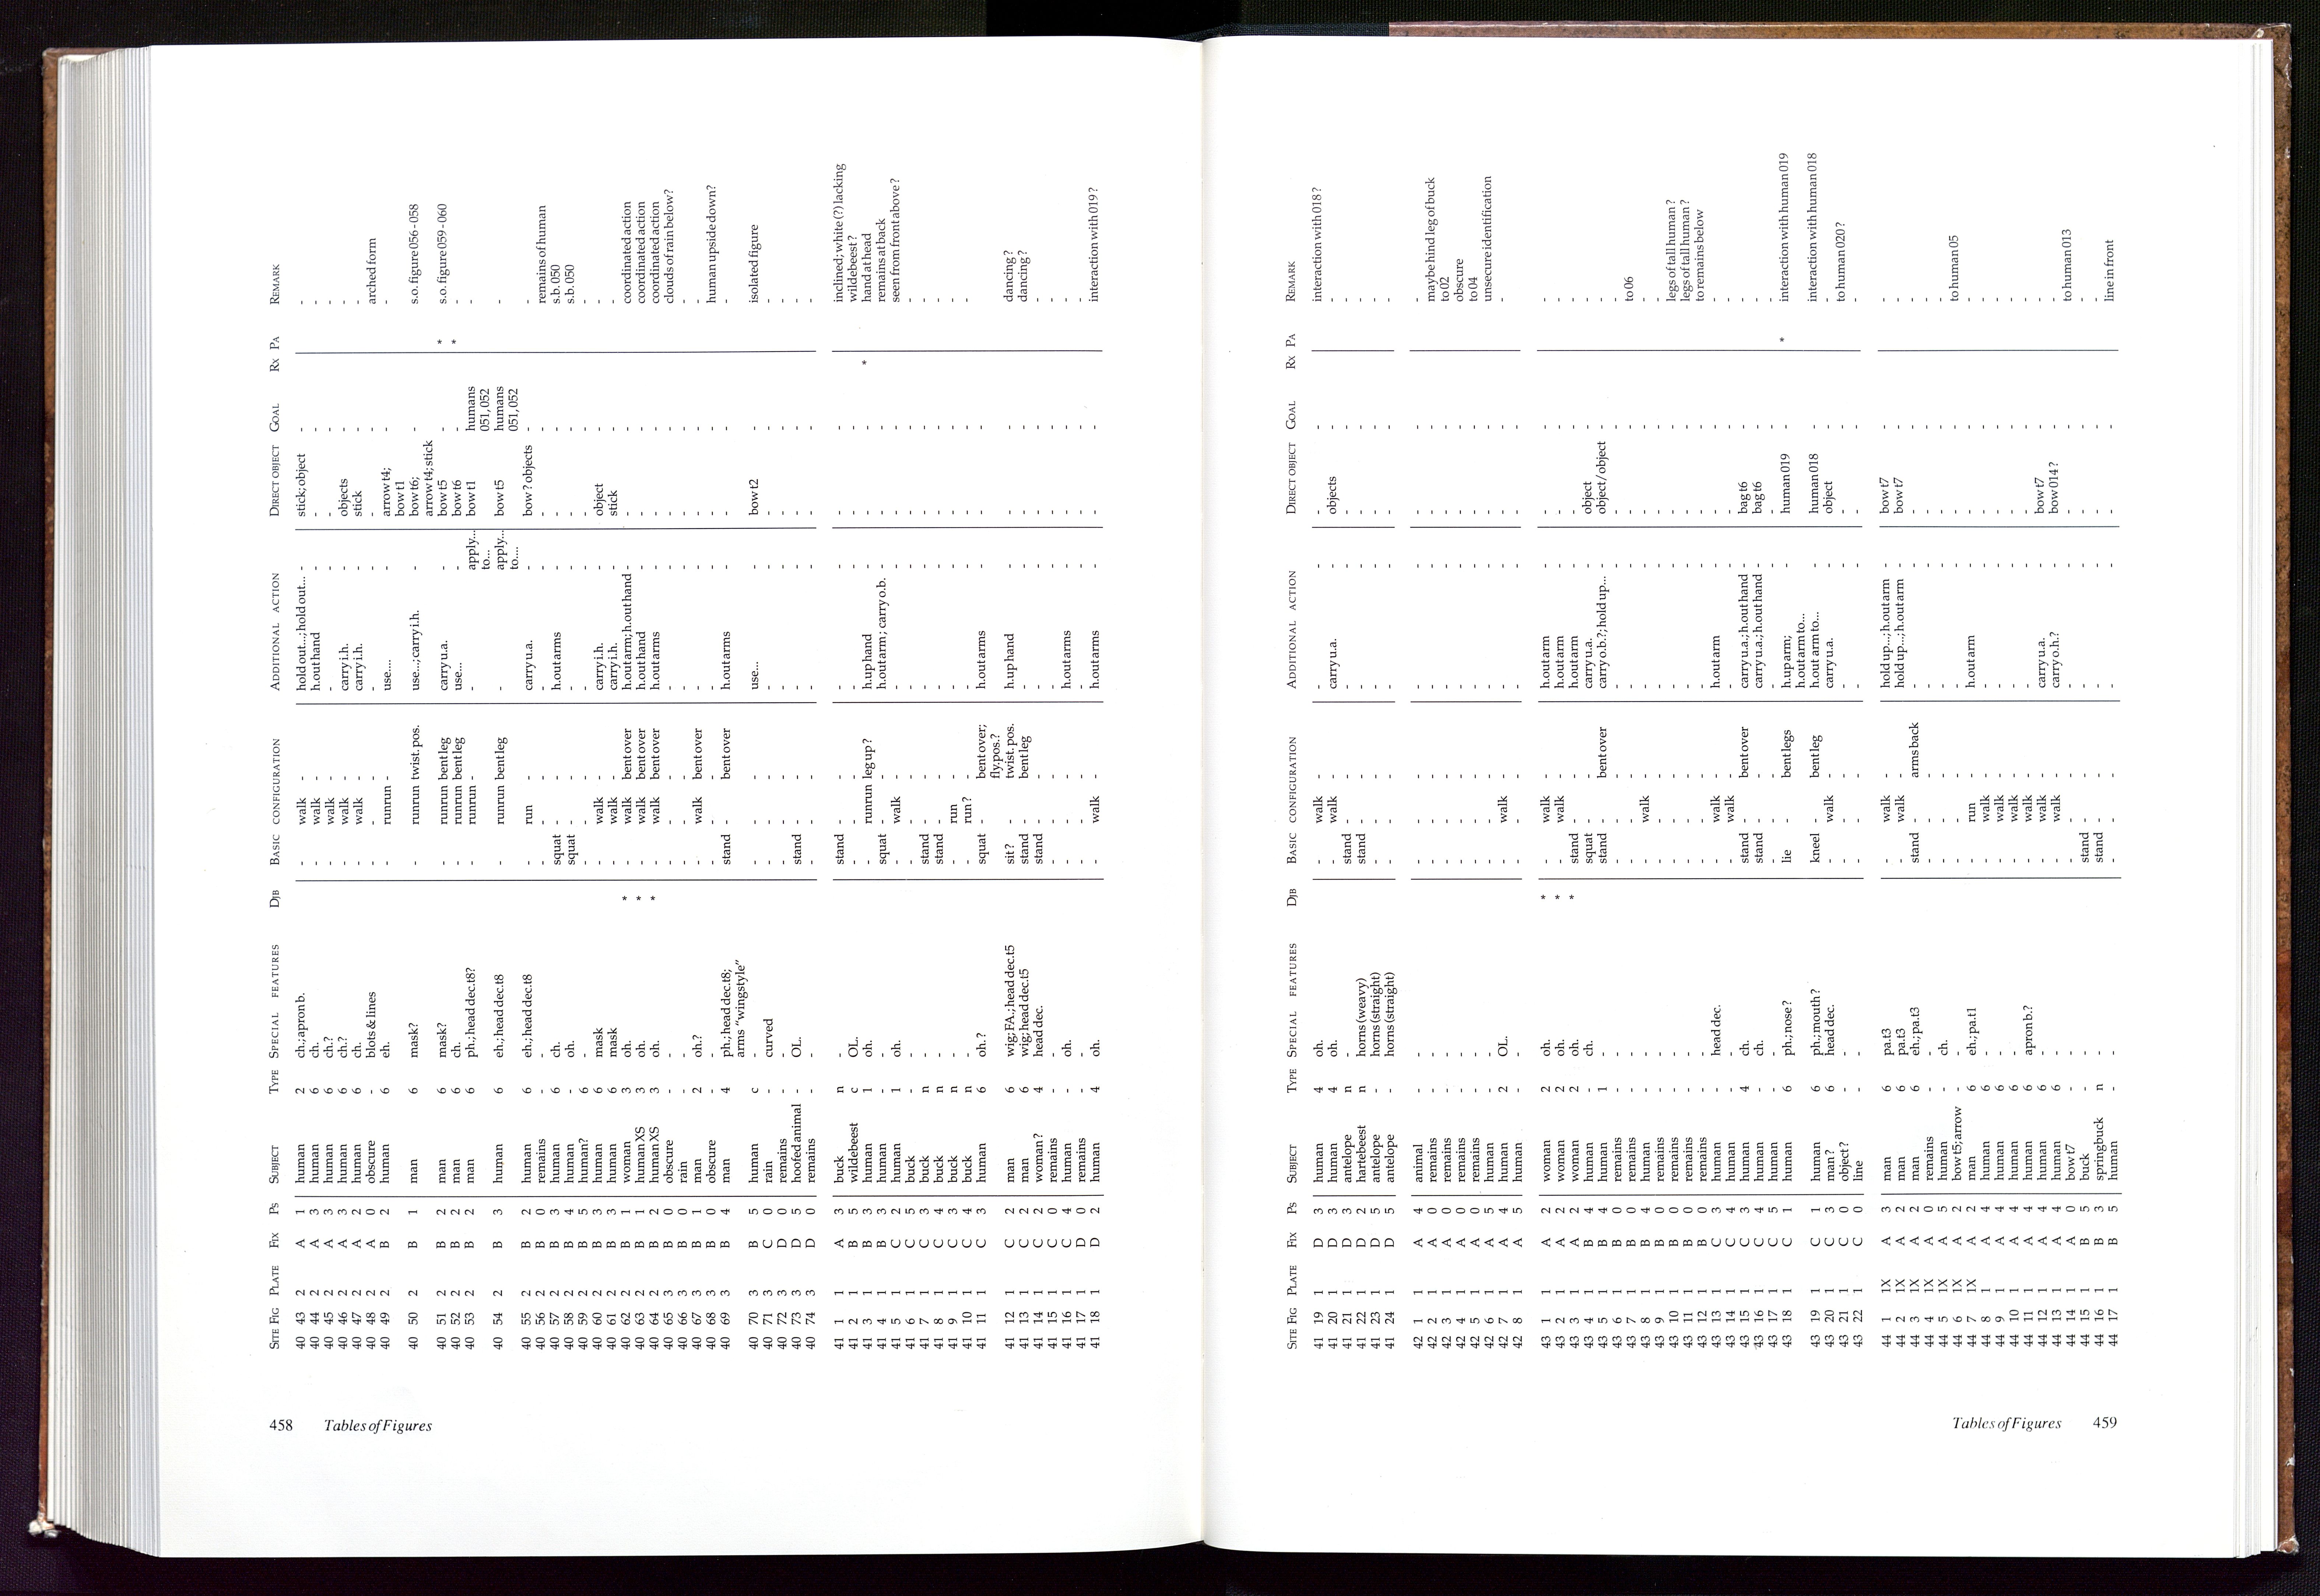 458 Tables of Figures
SITE FIG PLATE FIX PS SUBJECT TYPE SPECIAL FEATURES DJB BASIC CONFIGURATION ADDITIONAL ACTION DIRECT OBJECT GOAL RX PA REMARK
40 43 2 A 1 human 2 ch.; apron b. - walk - hold out...; hold out... - stick; object - -
40 44 2 A 3 human 6 ch. - walk - h.out hand - - - -
40 45 2 A 3 human 6 ch.? - walk - - - - - -
40 46 2 A 3 human 6 ch.? - walk - carry i.h. - objects - -
40 47 2 A 2 human 6 ch. - walk - carry i.h. - stick - -
40 48 2 A 0 obscure - blots & lines - - - - - - - arched form
40 49 2 B 2 human 6 eh. - runrun - use.... - arrow t4; - -
bow t1
40 50 2 B 1 man 6 mask? - runrun twist. pos. use...; carry i.h. - bow t6; - s.o. figure 056 - 058
arrow t4; stick
40 51 2 B 2 man 6 mask? - runrun bent leg carry u.a. - bow t5 - * s.o. figure 059 - 060
40 52 2 B 2 man 6 ch. - runrun bent leg use... - bow t6 - * -
40 53 2 B 2 man 6 ph.; head dec.t8? - runrun - - apply... bow t1 humans -
to... 051, 052
40 54 2 B 3 human 6 eh.; head dec.t8 - runrun bent leg - apply... bow t5 humans -
to.... 051, 052
40 55 2 B 2 human 6 eh.; head dec.t8 - run - carry u.a. - bow? objects - -
40 56 2 B 0 remains - - - - - - - - - remains of human
40 57 2 B 3 human 6 ch. squat - - h.out arms - - - s.b. 050
40 58 2 B 4 human - oh. squat - - - - - - s.b. 050
40 59 2 B 5 human? 6 - - - - - - - - -
40 60 2 B 3 human 6 mask - walk - carry i.h. - object - -
40 61 2 B 3 human 6 mask - walk - carry i.h. - stick - -
40 62 2 B 1 woman 3 oh. * - walk bent over h.out arm; h.out hand - - - coordinated action
40 63 2 B 1 human XS 3 oh. * - walk bent over h.out hand - - - coordinated action
40 64 2 B 2 human XS 3 oh. * - walk bent over h.out arms - - - coordinated action
40 65 3 B 0 obscure - - - - - - - - - clouds of rain below?
40 66 3 B 0 rain - - - - - - - - - -
40 67 3 B 1 man 2 oh.? - walk bent over - - - - -
40 68 3 B 0 obscure - - - - - - - - - human upside down?
40 69 3 B 4 man 4 ph.; head dec.t8; stand - bent over h.out arms - - - -
arms "wingstyle"
40 70 3 B 5 human c - - - - use... - bow t2 - isolated figure
40 71 3 C 0 rain - curved - - - - - - - -
40 72 3 D 0 remains - - - - - - - - - -
40 73 3 D 5 hoofed animal - OL. stand - - - - - - -
40 74 3 D 0 remains - - - - - - - - - -
41 1 1 A 3 buck n - stand - - - - - - inclined; white (?) lacking
41 2 1 B 5 wildebeest c OL. - - - - - - - wildebeest?
41 3 1 B 3 human 1 oh. - runrun leg up? h.up hand - - - * hand at head
41 4 1 B 3 human - - squat - - h.out arm; carry o.b. - - - remains at back
41 5 1 C 2 human 1 oh. - walk - - - - - seen from front above?
41 6 1 C 5 buck - - - - - - - - - -
41 7 1 C 3 buck n - stand - - - - - - -
41 8 1 C 4 buck n - stand - - - - - - -
41 9 1 C 3 buck n - - run - - - - - -
41 10 1 C 4 buck n - - run? - - - - - -
41 11 1 C 3 human 6 oh.? squat - bent over; h.out arms - - - -
fly.pos.?
41 12 1 C 2 man 6 wig; FA.; head dec.t5 sit? - twist. pos. h.up hand - - - dancing?
41 13 1 C 2 man 6 wig; head dec.t5 stand - bent leg - - - - dancing?
41 14 1 C 2 woman? 4 head dec. stand - - - - - - -
41 15 1 C 0 remains - - - - - - - - - -
41 16 1 C 4 human - oh. - - - h.out arms - - - -
41 17 1 D 0 remains - - - - - - - - - -
41 18 1 D 2 human 4 oh. - walk - h.out arms - - - interaction with 019?
SITE FIG PLATE FIX PS SUBJECT TYPE SPECIAL FEATURES DJB BASIC CONFIGURATION ADDITIONAL ACTION DIRECT OBJECT GOAL RX PA REMARK
41 19 1 D 3 human 4 oh. - walk - - - - - interaction with 018?
41 20 1 D 3 human 4 oh. - walk - carry u.a. - objects - -
41 21 1 D 3 antelope n - stand - - - - - - -
41 22 1 D 2 hartebeest n horns (weavy) stand - - - - - - -
41 23 1 D 5 antelope - horns (straight) - - - - - - - -
41 24 1 D 5 antelope - horns (straight) - - - - - - - -
42 1 1 A 4 animal - - - - - - - - - -
42 2 1 A 0 remains - - - - - - - - - maybe hind leg of buck
42 3 1 A 0 remains - - - - - - - - - to 02
42 4 1 A 0 remains - - - - - - - - - obscure
42 5 1 A 0 remains - - - - - - - - - to 04
42 6 1 A 5 human - - - - - - - - - unsecure identification
42 7 1 A 4 human 2 OL. - walk - - - - - -
42 8 1 A 5 human - - - - - - - - - -
43 1 1 A 2 woman 2 oh. * - walk - h.out arm - - - -
43 2 1 A 2 woman 2 oh. * - walk - h.out arm - - - -
43 3 1 A 2 woman 2 oh. * stand - - h.out arm - - - -
43 4 1 B 4 human - ch. squat - - carry u.a. - object - -
43 5 1 B 4 human 1 - stand - bent over carry o.b.?; hold up... - object / object - -
43 6 1 B 0 remains - - - - - - - - - -
43 7 1 B 0 remains - - - - - - - - - to 06
43 8 1 B 4 human - - - walk - - - - - -
43 9 1 B 0 remains - - - - - - - - - -
43 10 1 B 0 remains - - - - - - - - - legs of tall human?
43 11 1 B 0 remains - - - - - - - - - legs of tall human?
43 12 1 B 0 remains - - - - - - - - - to remains below
43 13 1 C 3 human - head dec. - walk - h.out arm - - - -
43 14 1 C 4 human - - - walk - - - - - -
43 15 1 C 3 human 4 ch. stand - bent over carry u.a.; h.out hand - bag t6 - -
43 16 1 C 4 human - ch. stand - - carry u.a.; h.out hand - bag t6 - -
43 17 1 C 5 human - - - - - - - - - -
43 18 1 C 1 human 6 ph.; nose? lie - bent legs h.up arm; - human 019 - * interaction with human 019
h.out arm to...
43 19 1 C 1 human 6 ph.; mouth? kneel - bent leg h.out arm to... - human 018 - interaction with human 018
43 20 1 C 3 man? 6 head dec. - walk - carry u.a. - object - -
43 21 1 C 0 object? - - - - - - - - - to human 020?
43 22 1 C 0 line - - - - - - - - - -
44 1 1X A 3 man 6 pa.t3 - walk - hold up...; h.out arm - bow t7 - -
44 2 1X A 2 man 6 pa.t3 - walk - hold up...; h.out arm - bow t7 - -
44 3 1X A 2 man 6 eh.; pa.t3 stand - arms back - - - - -
44 4 1X A 0 remains - - - - - - - - - -
44 5 1X A 5 human - ch. - - - - - - - -
44 6 1X A 2 bow t5; arrow - - - - - - - - - to human 05
44 7 1X A 2 man 6 eh.; pa.t1 - run - h.out arm - - - -
44 8 1 A 4 human 6 - - walk - - - - - -
44 9 1 A 4 human 6 - - walk - - - - - -
44 10 1 A 4 human 6 - - walk - - - - - -
44 11 1 A 4 human 6 apron b.? - walk - - - - - -
44 12 1 A 4 human 6 - - walk - carry u.a. - bow t7 - -
44 13 1 A 4 human 6 - - walk - carry o.h.? - bow 014? - -
44 14 1 A 0 bow t7 - - - - - - - - - to human 013
44 15 1 B 5 buck - - stand - - - - - - -
44 16 1 B 3 springbuck n - stand - - - - - - -
44 17 1 B 5 human - - - - - - - - - line in front
Tables of Figures 459